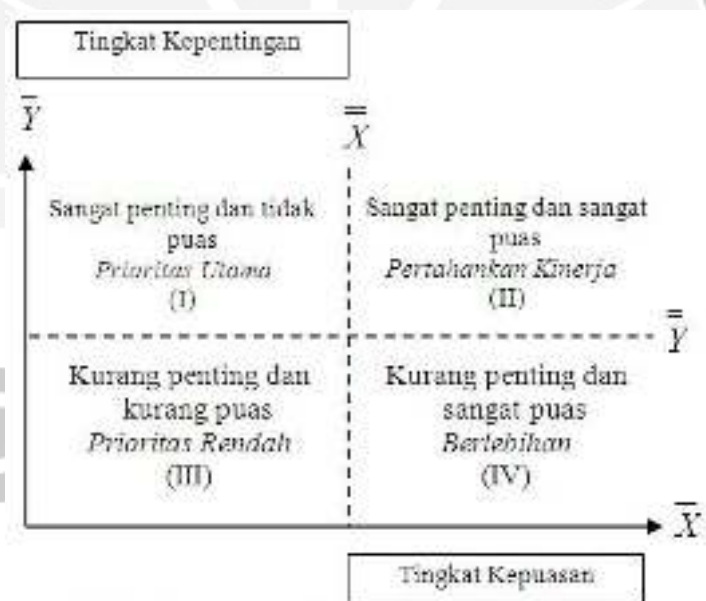 Tingkat Kepentingan
Y̅
X̿
Sangat penting dan tidak
puas
Prioritas Utama
(I)
Sangat penting dan sangat
puas
Pertahankan Kinerja
(II)
Y̿
Kurang penting dan
kurang puas
Prioritas Rendah
(III)
Kurang penting dan
sangat puas
Berlebihan
(IV)
X̅
Tingkat Kepuasan